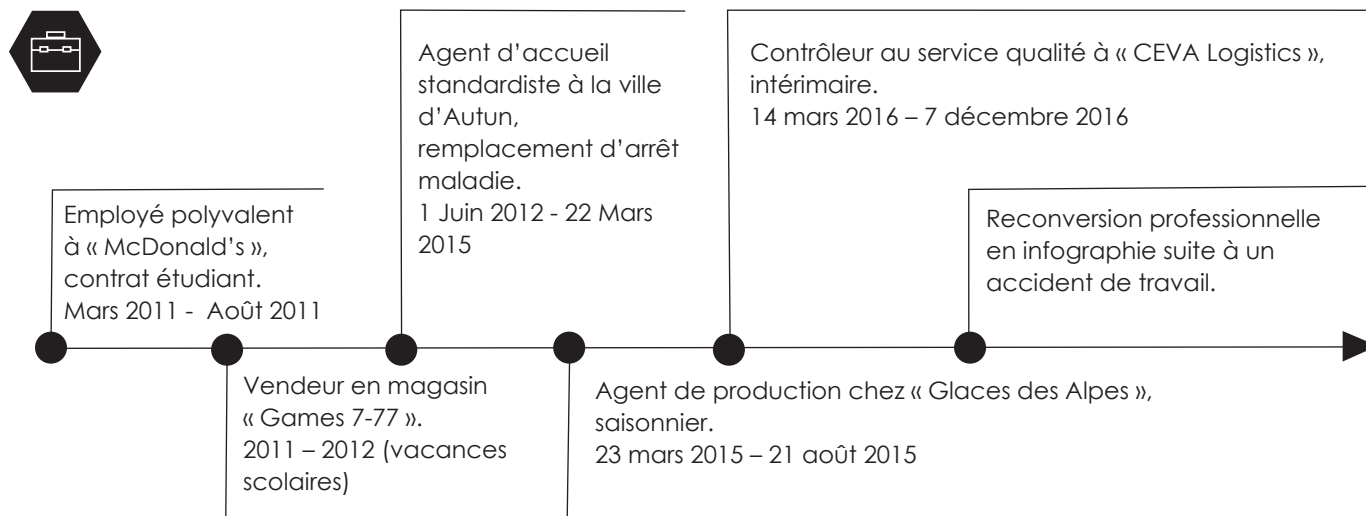 Employé polyvalent
à « McDonald’s »,
contrat étudiant.
Mars 2011 -  Août 2011
Vendeur en magasin
« Games 7-77 ».
2011 – 2012 (vacances
scolaires)
Agent d’accueil
standardiste à la ville
d’Autun,
remplacement d’arrêt
maladie.
1 Juin 2012 - 22 Mars
2015
Agent de production chez « Glaces des Alpes »,
saisonnier.
23 mars 2015 – 21 août 2015
Contrôleur au service qualité à « CEVA Logistics »,
intérimaire.
14 mars 2016 – 7 décembre 2016
Reconversion professionnelle
en infographie suite à un
accident de travail.